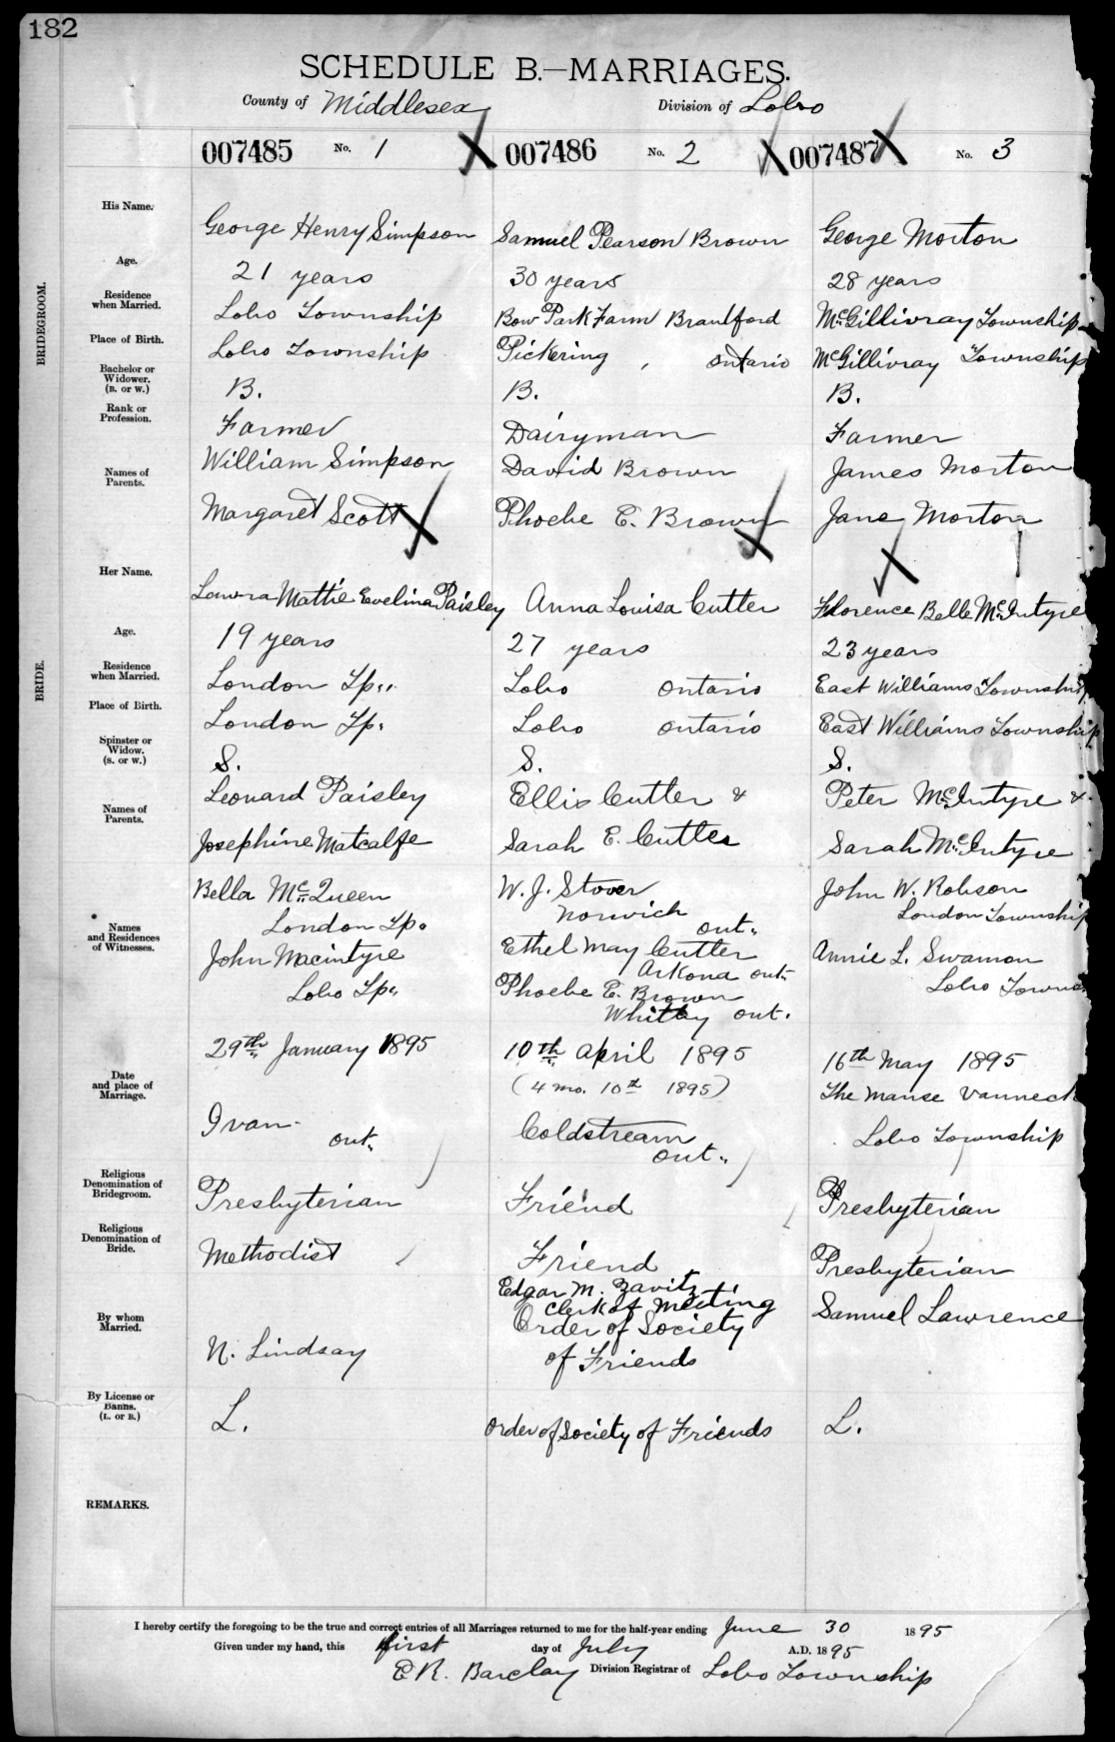 182
SCHEDULE B.—MARRIAGES.
County of Middlesex Division of Lobo
007485 No. 1 007486 No. 2 007487 No. 3
BRIDEGROOM.
His Name. George Henry Simpson Samuel Pearson Brown George Morton
Age. 21 years 30 years 28 years
Residence when Married. Lobo Township Bow Park Farm Brantford McGillivray Township
Place of Birth. Lobo Township Pickering, Ontario McGillivray Township
Bachelor or Widower. (B. or W.) B. B. B.
Rank or Profession. Farmer Dairyman Farmer
Names of Parents. William Simpson David Brown James Morton
Margaret Scott Phoebe E. Brown Jane Morton
BRIDE.
Her Name. Laura Mattie Evelina Paisley Anna Louisa Cutler Florence Belle McIntyre
Age. 19 years 27 years 23 years
Residence when Married. London Tp. Lobo Ontario East Williams Township
Place of Birth. London Tp. Lobo Ontario East Williams Township
Spinster or Widow. (S. or W.) S. S. S.
Names of Parents. Leonard Paisley Ellis Cutler & Peter McIntyre &
Josephine Matcalfe Sarah E. Cutler Sarah McIntyre
Names and Residences of Witnesses. Bella McQueen W. J. Stover John W. Robson
London Tp. Norwich Ont. London Township
John Macintyre Ethel May Cutler Annie L. Swamon
Lobo Tp. Arkona Ont. Lobo Towns
Phoebe E. Brown
Whitby Ont.
Date and place of Marriage. 29th January 1895 10th April 1895 16th May 1895
(4 mo. 10th 1895) The Manse Vanneck
Ivan Ont. Coldstream Ont. Lobo Township
Religious Denomination of Bridegroom. Presbyterian Friend Presbyterian
Religious Denomination of Bride. Methodist Friend Presbyterian
By whom Married. N. Lindsay Edgar M. Zavitz Samuel Lawrence
Clerk of Meeting
Order of Society
of Friends
By License or Banns. (L. or B.) L. Order of Society of Friends L.
REMARKS.
I hereby certify the foregoing to be the true and correct entries of all Marriages returned to me for the half-year ending June 30 1895
Given under my hand, this first day of July A.D. 1895
E R. Barclay Division Registrar of Lobo Township